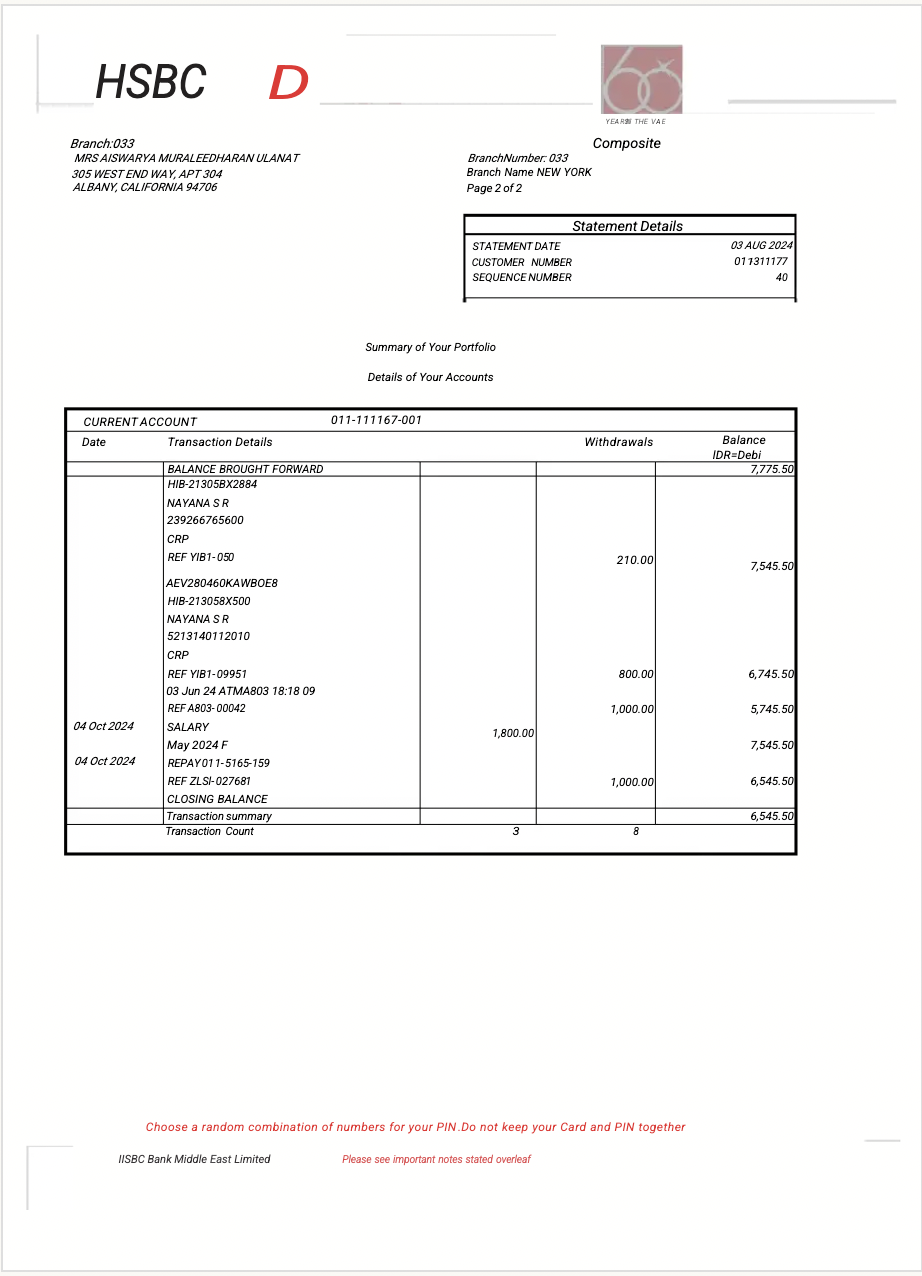 HSBC D
YEARS IN THE VAE
Branch:033
MRS AISWARYA MURALEEDHARAN ULANAT
305 WEST END WAY, APT 304
ALBANY, CALIFORNIA 94706
Composite
BranchNumber: 033
Branch Name NEW YORK
Page 2 of 2
Statement Details
STATEMENT DATE 03 AUG 2024
CUSTOMER NUMBER 011311177
SEQUENCE NUMBER 40
Summary of Your Portfolio
Details of Your Accounts
CURRENT ACCOUNT 011-111167-001
Date Transaction Details Withdrawals Balance
IDR=Debi
BALANCE BROUGHT FORWARD 7,775.50
HIB-21305BX2884
NAYANA S R
239266765600
CRP
REF YIB1-050 210.00 7,545.50
AEV280460KAWBOE8
HIB-213058X500
NAYANA S R
5213140112010
CRP
REF YIB1-09951 800.00 6,745.50
03 Jun 24 ATMA803 18:18 09
REF A803-00042 1,000.00 5,745.50
04 Oct 2024 SALARY 1,800.00
May 2024 F 7,545.50
04 Oct 2024 REPAY011-5165-159
REF ZLSI-027681 1,000.00 6,545.50
CLOSING BALANCE
Transaction summary 6,545.50
Transaction Count 3 8
Choose a random combination of numbers for your PIN.Do not keep your Card and PIN together
IISBC Bank Middle East Limited Please see important notes stated overleaf